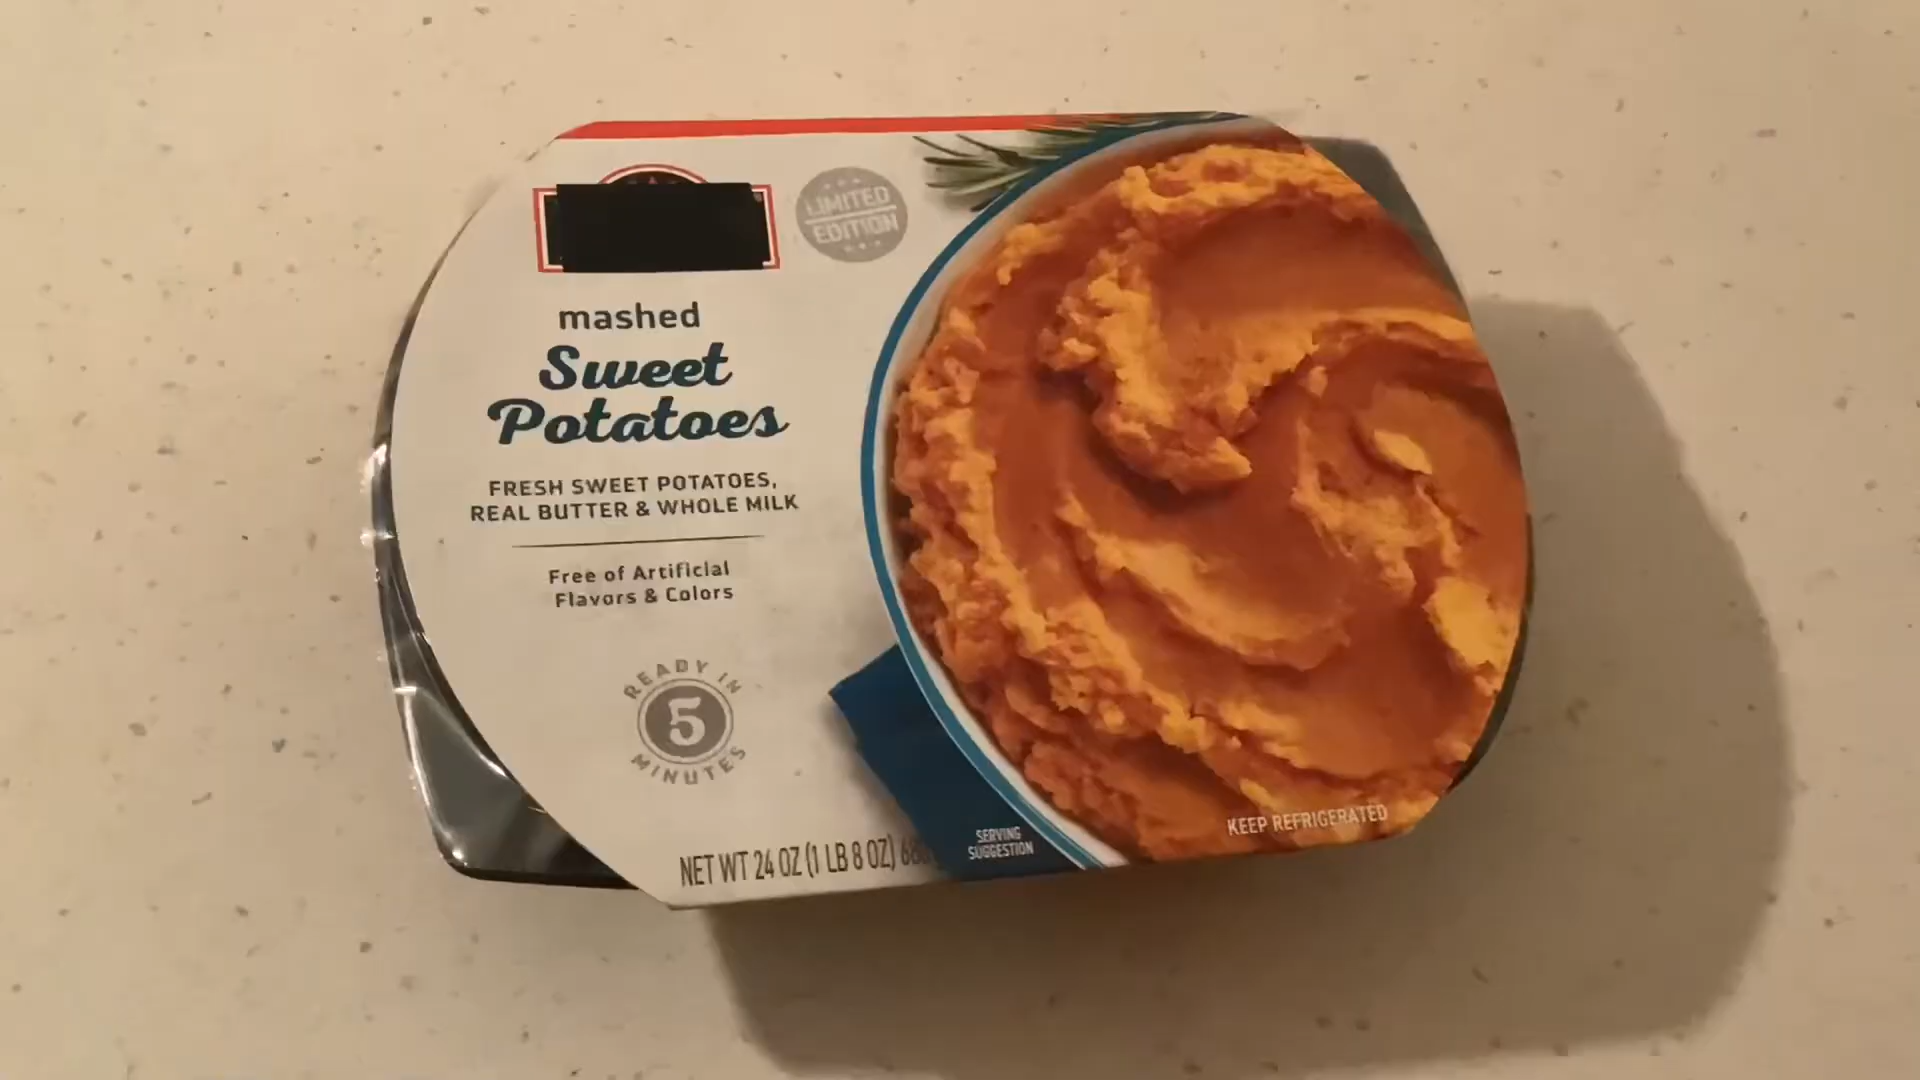 LIMITED
EDITION
mashed
Sweet
Potatoes
FRESH SWEET POTATOES,
REAL BUTTER & WHOLE MILK
Free of Artificial
Flavors & Colors
READY IN
5
MINUTES
NET WT 24 OZ (1 LB 8 OZ)
SERVING
SUGGESTION
KEEP REFRIGERATED